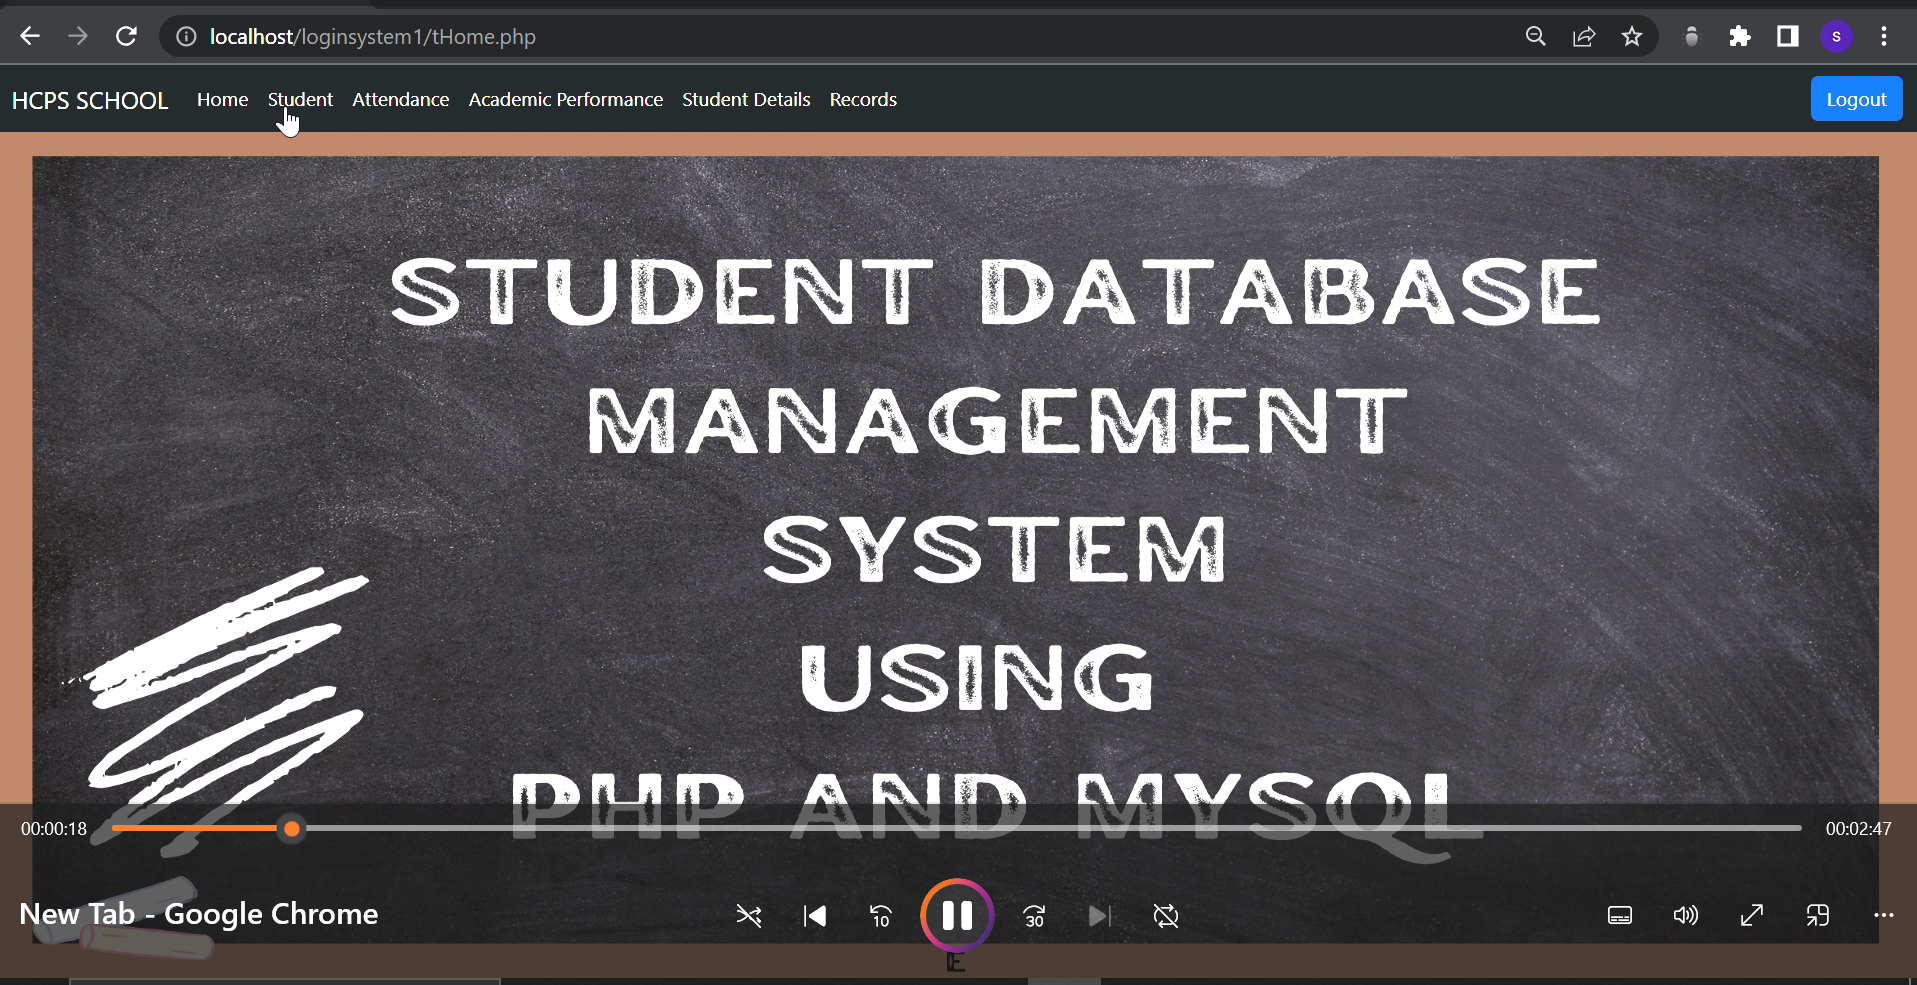 localhost/loginsystem1/tHome.php
S
HCPS SCHOOL Home Student Attendance Academic Performance Student Details Records Logout
STUDENT DATABASE
MANAGEMENT
SYSTEM
USING
PHP AND MYSQL
00:00:18 00:02:47
New Tab - Google Chrome
10 30
E